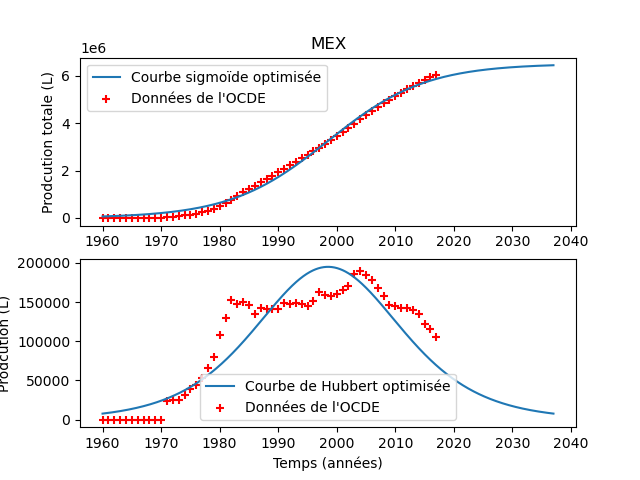 MEX
1e6
Prodcution totale (L)
6
4
2
0
Courbe sigmoïde optimisée
Données de l'OCDE
1960 1970 1980 1990 2000 2010 2020 2030 2040
Prodcution (L)
200000
150000
100000
50000
0
Courbe de Hubbert optimisée
Données de l'OCDE
1960 1970 1980 1990 2000 2010 2020 2030 2040
Temps (années)